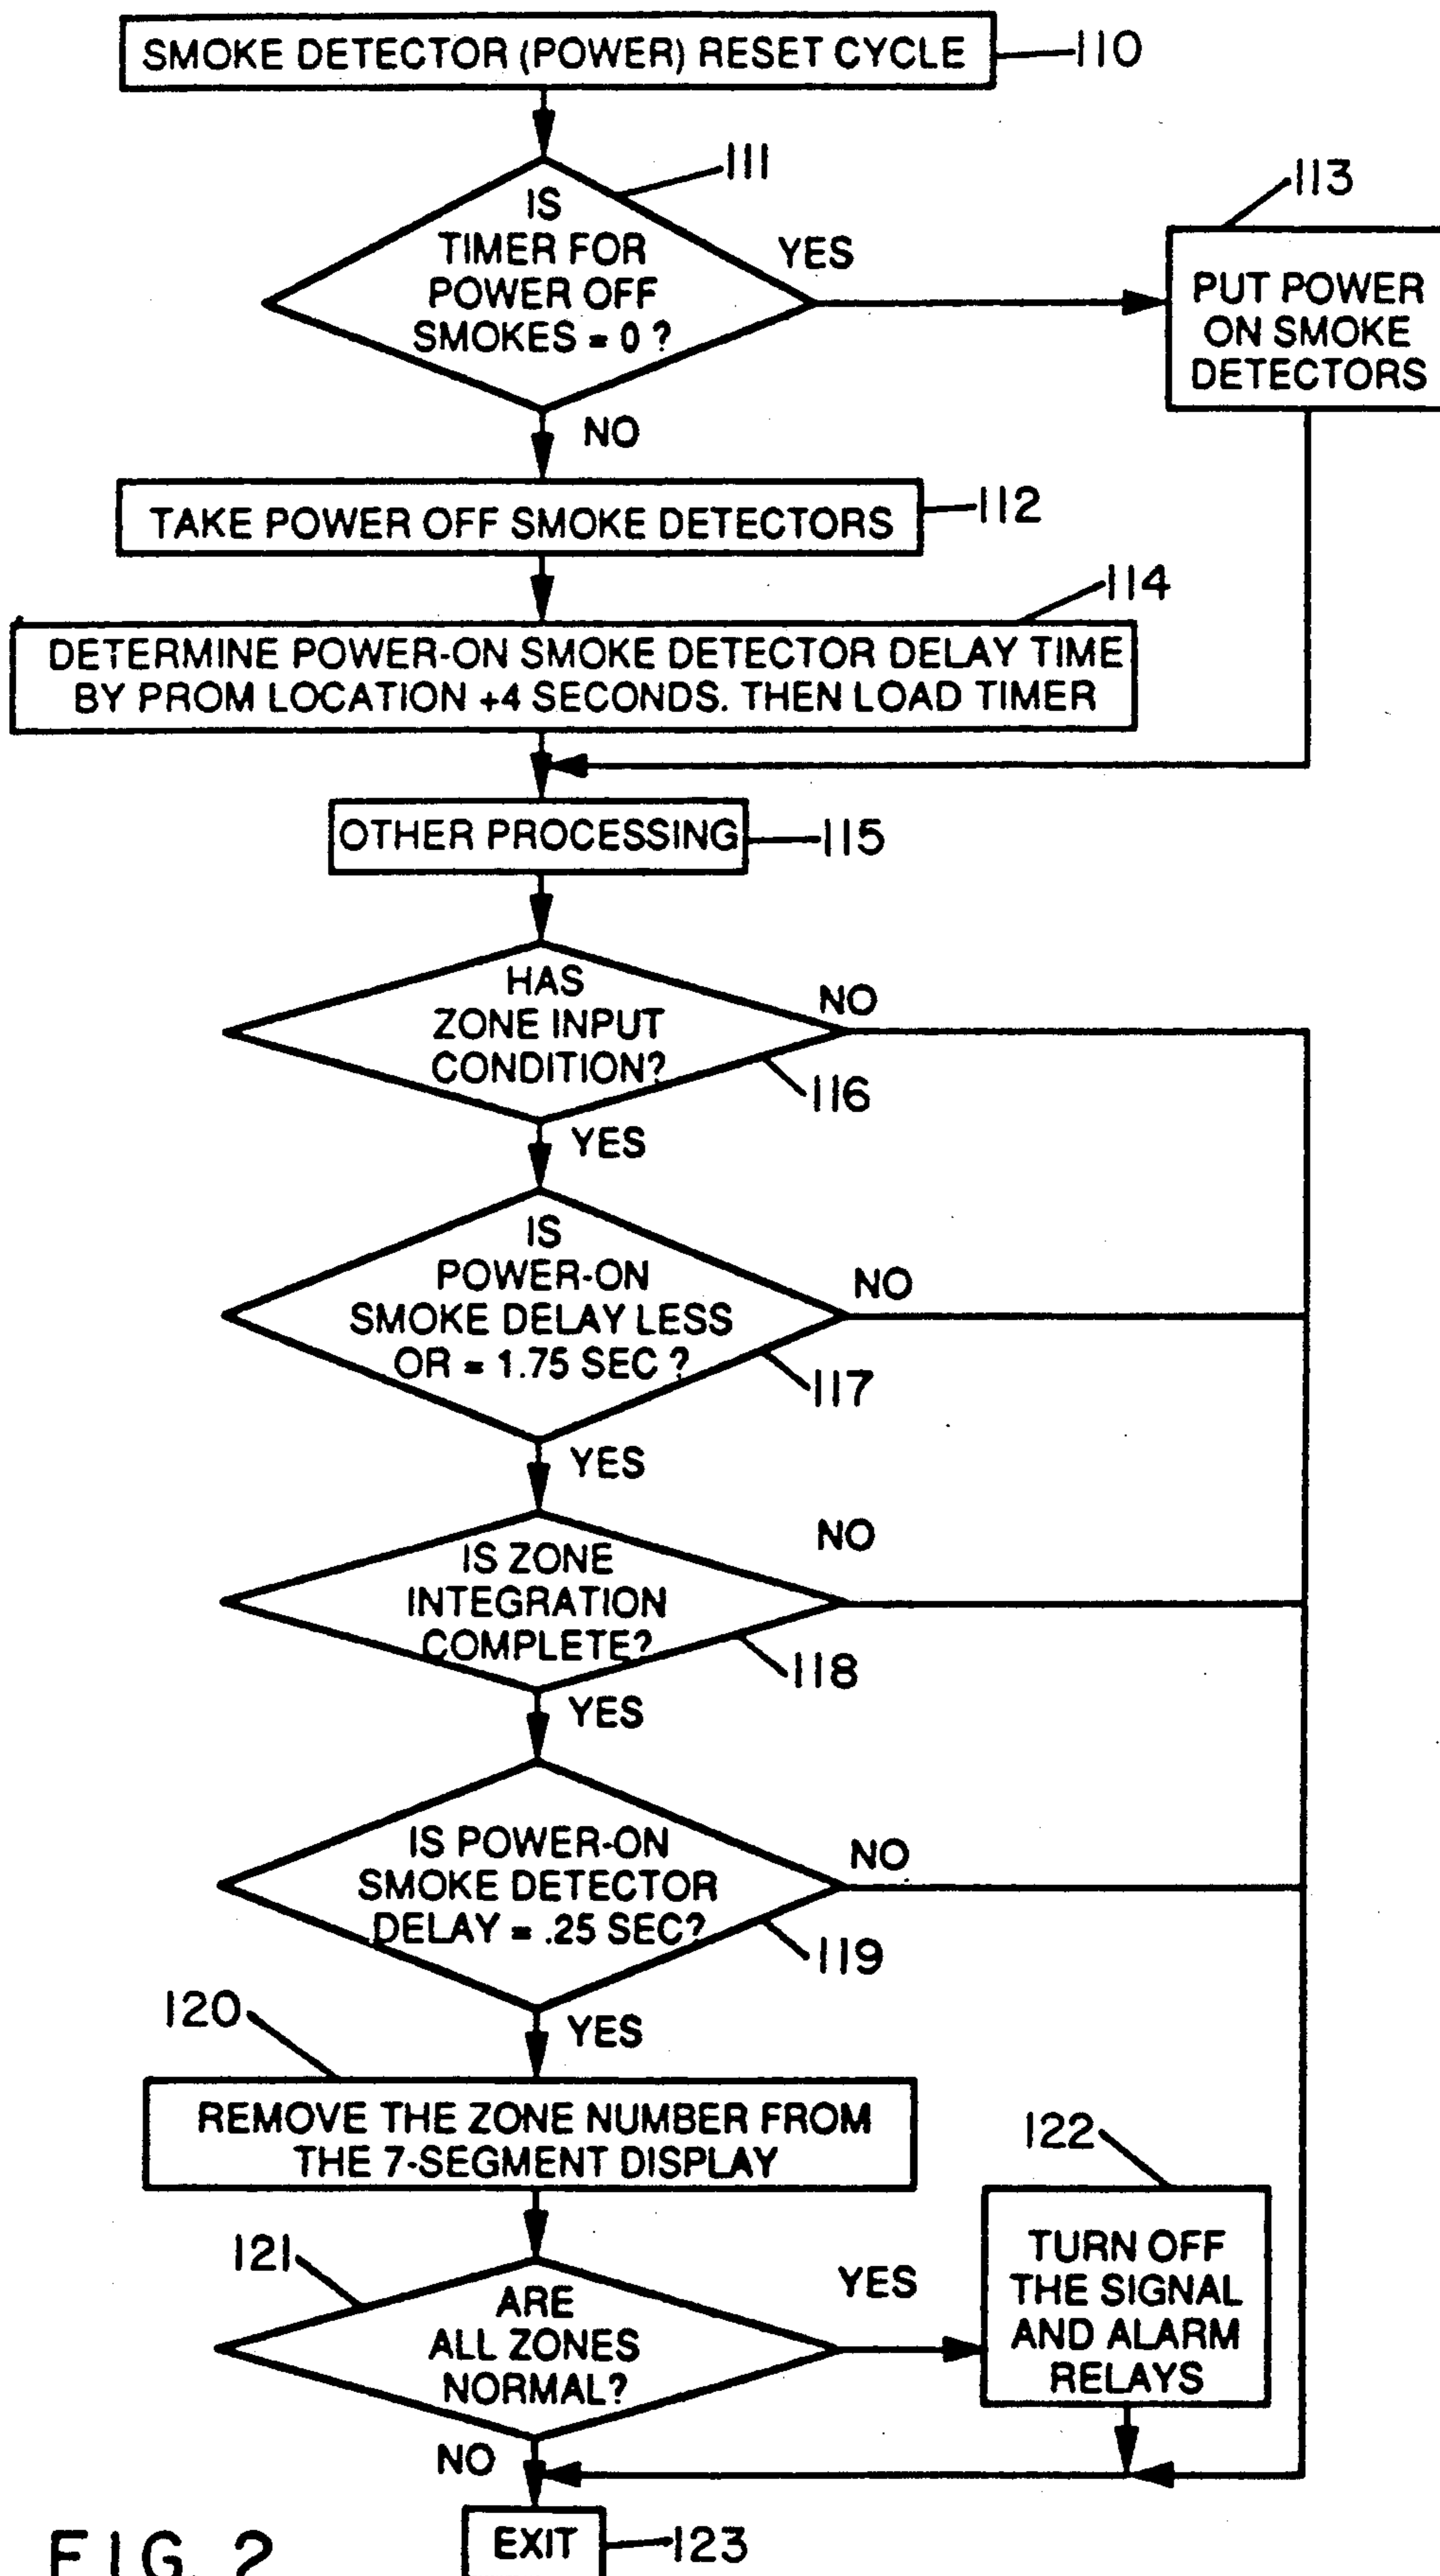 SMOKE DETECTOR (POWER) RESET CYCLE
110
111
IS
TIMER FOR
POWER OFF
SMOKES = 0 ?
YES
113
PUT POWER
ON SMOKE
DETECTORS
NO
TAKE POWER OFF SMOKE DETECTORS
112
114
DETERMINE POWER-ON SMOKE DETECTOR DELAY TIME
BY PROM LOCATION +4 SECONDS. THEN LOAD TIMER
OTHER PROCESSING
115
HAS
ZONE INPUT
CONDITION?
NO
116
YES
IS
POWER-ON
SMOKE DELAY LESS
OR = 1.75 SEC ?
NO
117
YES
IS ZONE
INTEGRATION
COMPLETE?
NO
118
YES
IS POWER-ON
SMOKE DETECTOR
DELAY = .25 SEC?
NO
119
YES
120
REMOVE THE ZONE NUMBER FROM
THE 7-SEGMENT DISPLAY
121
ARE
ALL ZONES
NORMAL?
YES
122
TURN OFF
THE SIGNAL
AND ALARM
RELAYS
NO
EXIT
123
FIG. 2